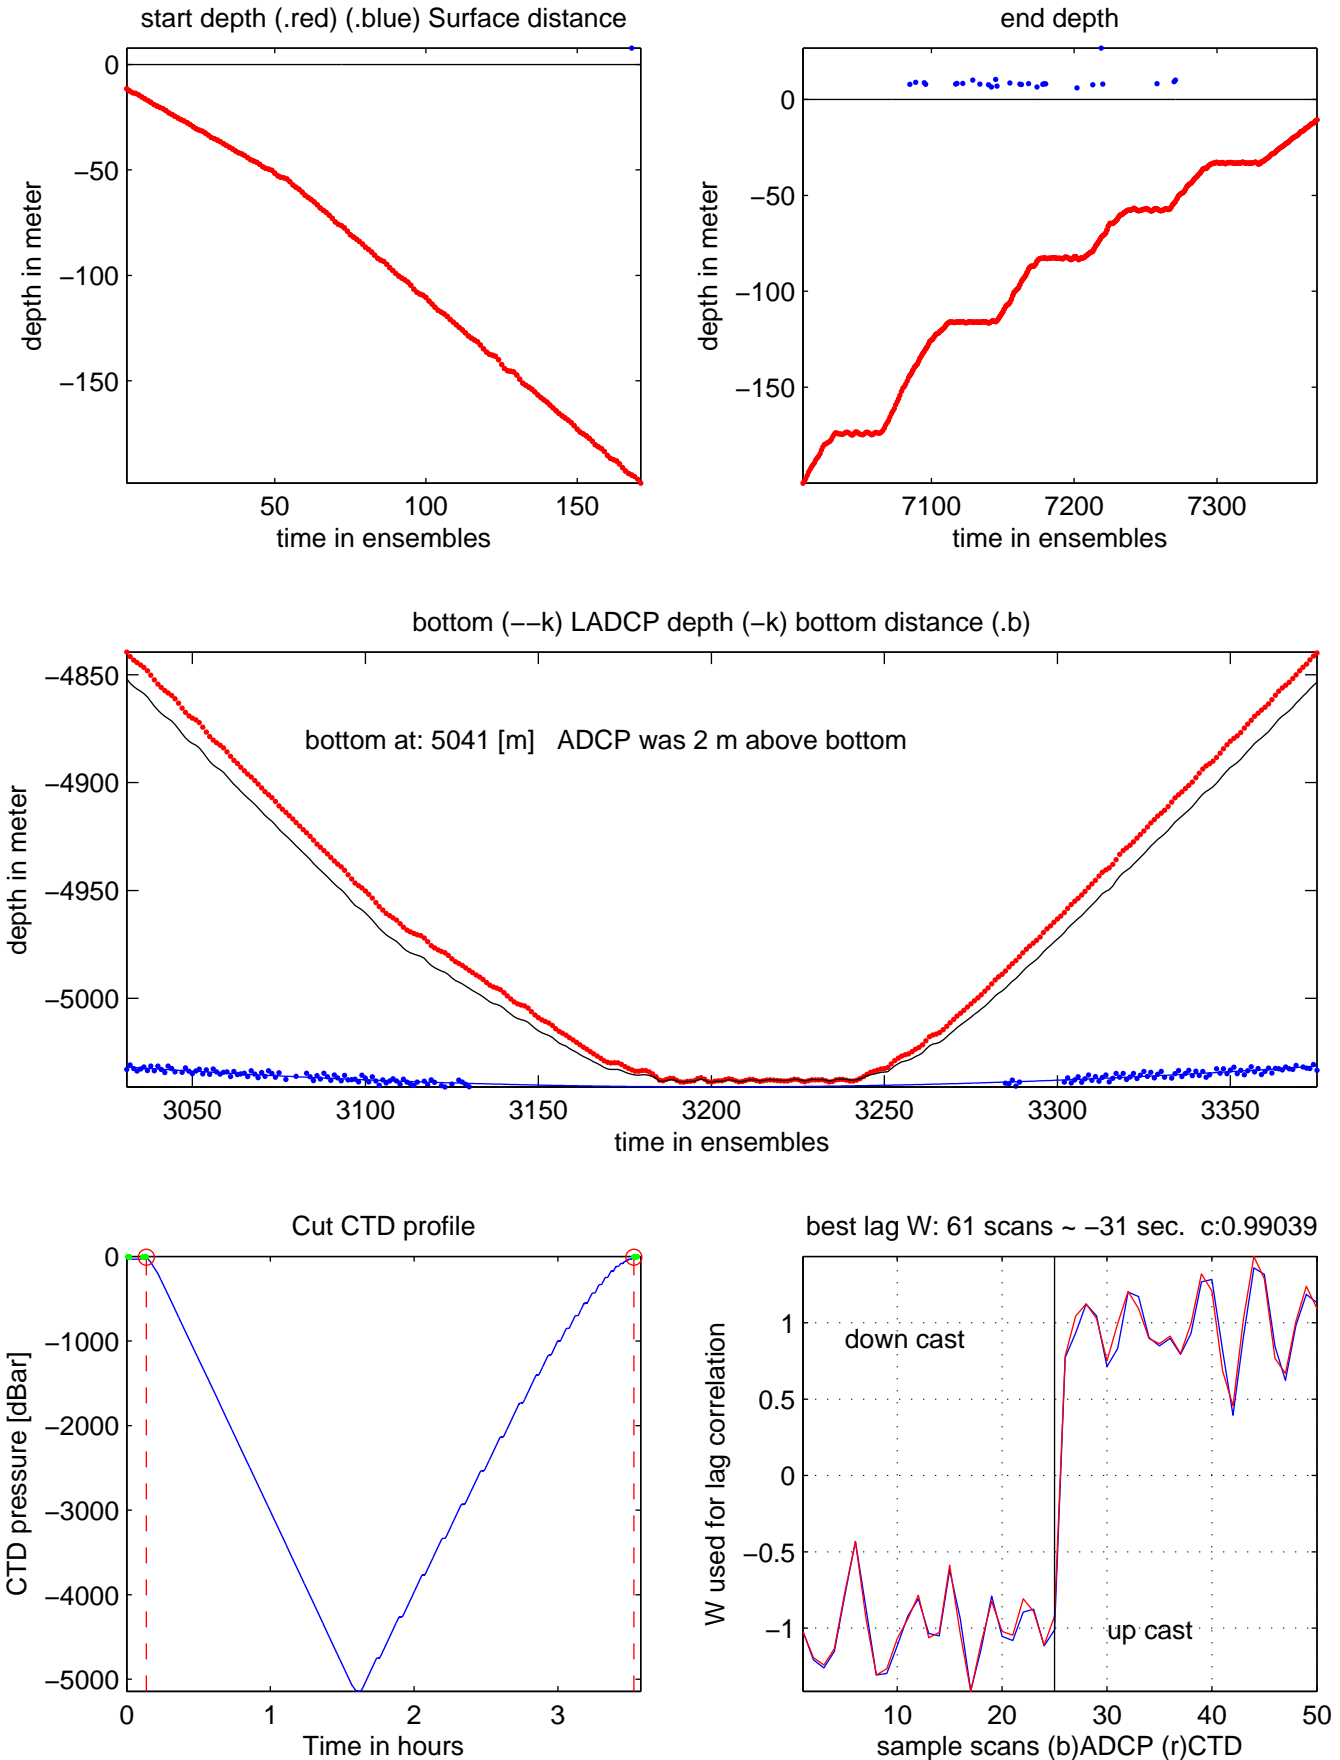 start depth (.red) (.blue) Surface distance
0
−50
−100
−150
depth in meter
50
100
150
time in ensembles
end depth
0
−50
−100
−150
depth in meter
7100
7200
7300
time in ensembles
bottom (−−k) LADCP depth (−k) bottom distance (.b)
−4850
−4900
−4950
−5000
depth in meter
bottom at: 5041 [m]   ADCP was 2 m above bottom
3050
3100
3150
3200
3250
3300
3350
time in ensembles
Cut CTD profile
0
−1000
−2000
−3000
−4000
−5000
CTD pressure [dBar]
0
1
2
3
Time in hours
best lag W: 61 scans ~ −31 sec.  c:0.99039
1
0.5
0
−0.5
−1
W used for lag correlation
down cast
up cast
10
20
30
40
50
sample scans (b)ADCP (r)CTD